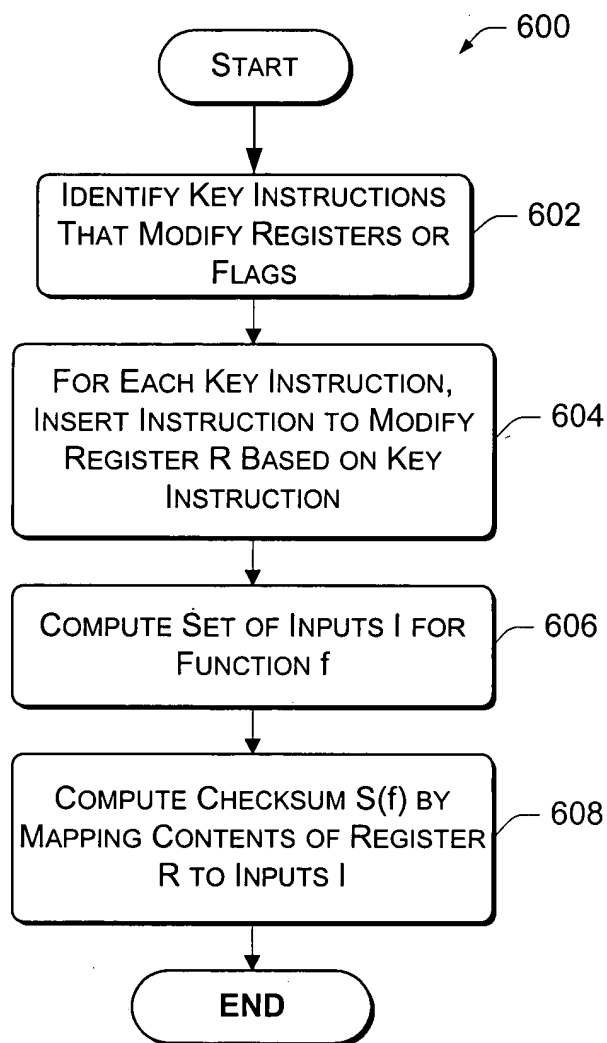 600
START
IDENTIFY KEY INSTRUCTIONS
THAT MODIFY REGISTERS OR
FLAGS
602
FOR EACH KEY INSTRUCTION,
INSERT INSTRUCTION TO MODIFY
REGISTER R BASED ON KEY
INSTRUCTION
604
COMPUTE SET OF INPUTS I FOR
FUNCTION f
606
COMPUTE CHECKSUM S(f) BY
MAPPING CONTENTS OF REGISTER
R TO INPUTS I
608
END